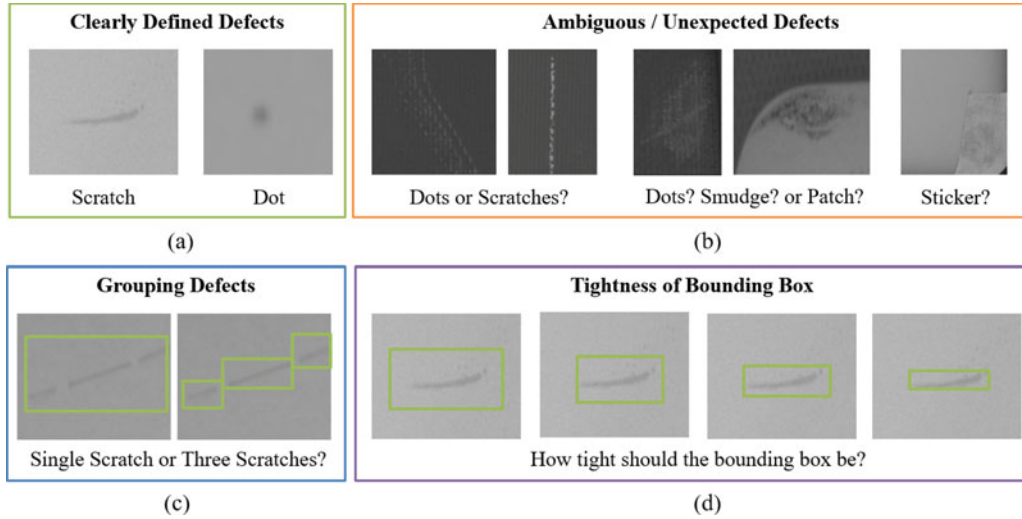 Clearly Defined Defects
Scratch
Dot
(a)
Ambiguous / Unexpected Defects
Dots or Scratches?
Dots? Smudge? or Patch?
Sticker?
(b)
Grouping Defects
Single Scratch or Three Scratches?
(c)
Tightness of Bounding Box
How tight should the bounding box be?
(d)